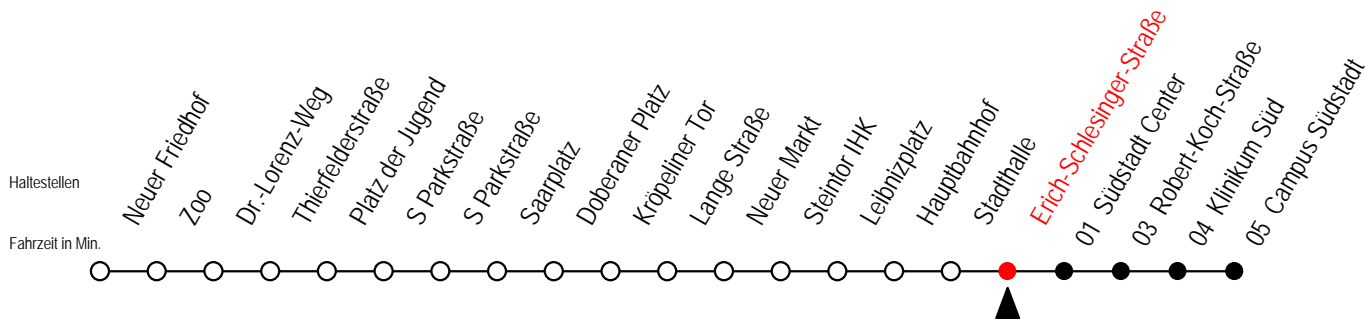 Haltestellen
Fahrzeit in Min.
Neuer Friedhof
Zoo
Dr.-Lorenz-Weg
Thierfelderstraße
Platz der Jugend
S Parkstraße
S Parkstraße
Saarplatz
Doberaner Platz
Kröpeliner Tor
Lange Straße
Neuer Markt
Steintor IHK
Leibnizplatz
Hauptbahnhof
Stadthalle
Erich-Schlesinger-Straße
01 Südstadt Center
03 Robert-Koch-Straße
04 Klinikum Süd
05 Campus Südstadt